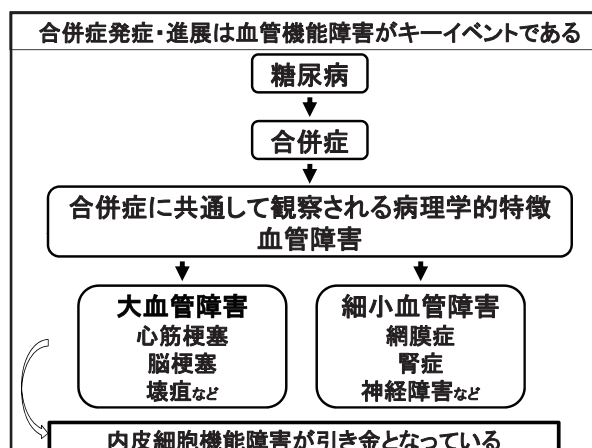 合併症発症・進展は血管機能障害がキーイベントである
糖尿病
合併症
合併症に共通して観察される病理学的特徴
血管障害
大血管障害
心筋梗塞
脳梗塞
壊疽など
細小血管障害
網膜症
腎症
神経障害など
内皮細胞機能障害が引き金となっている